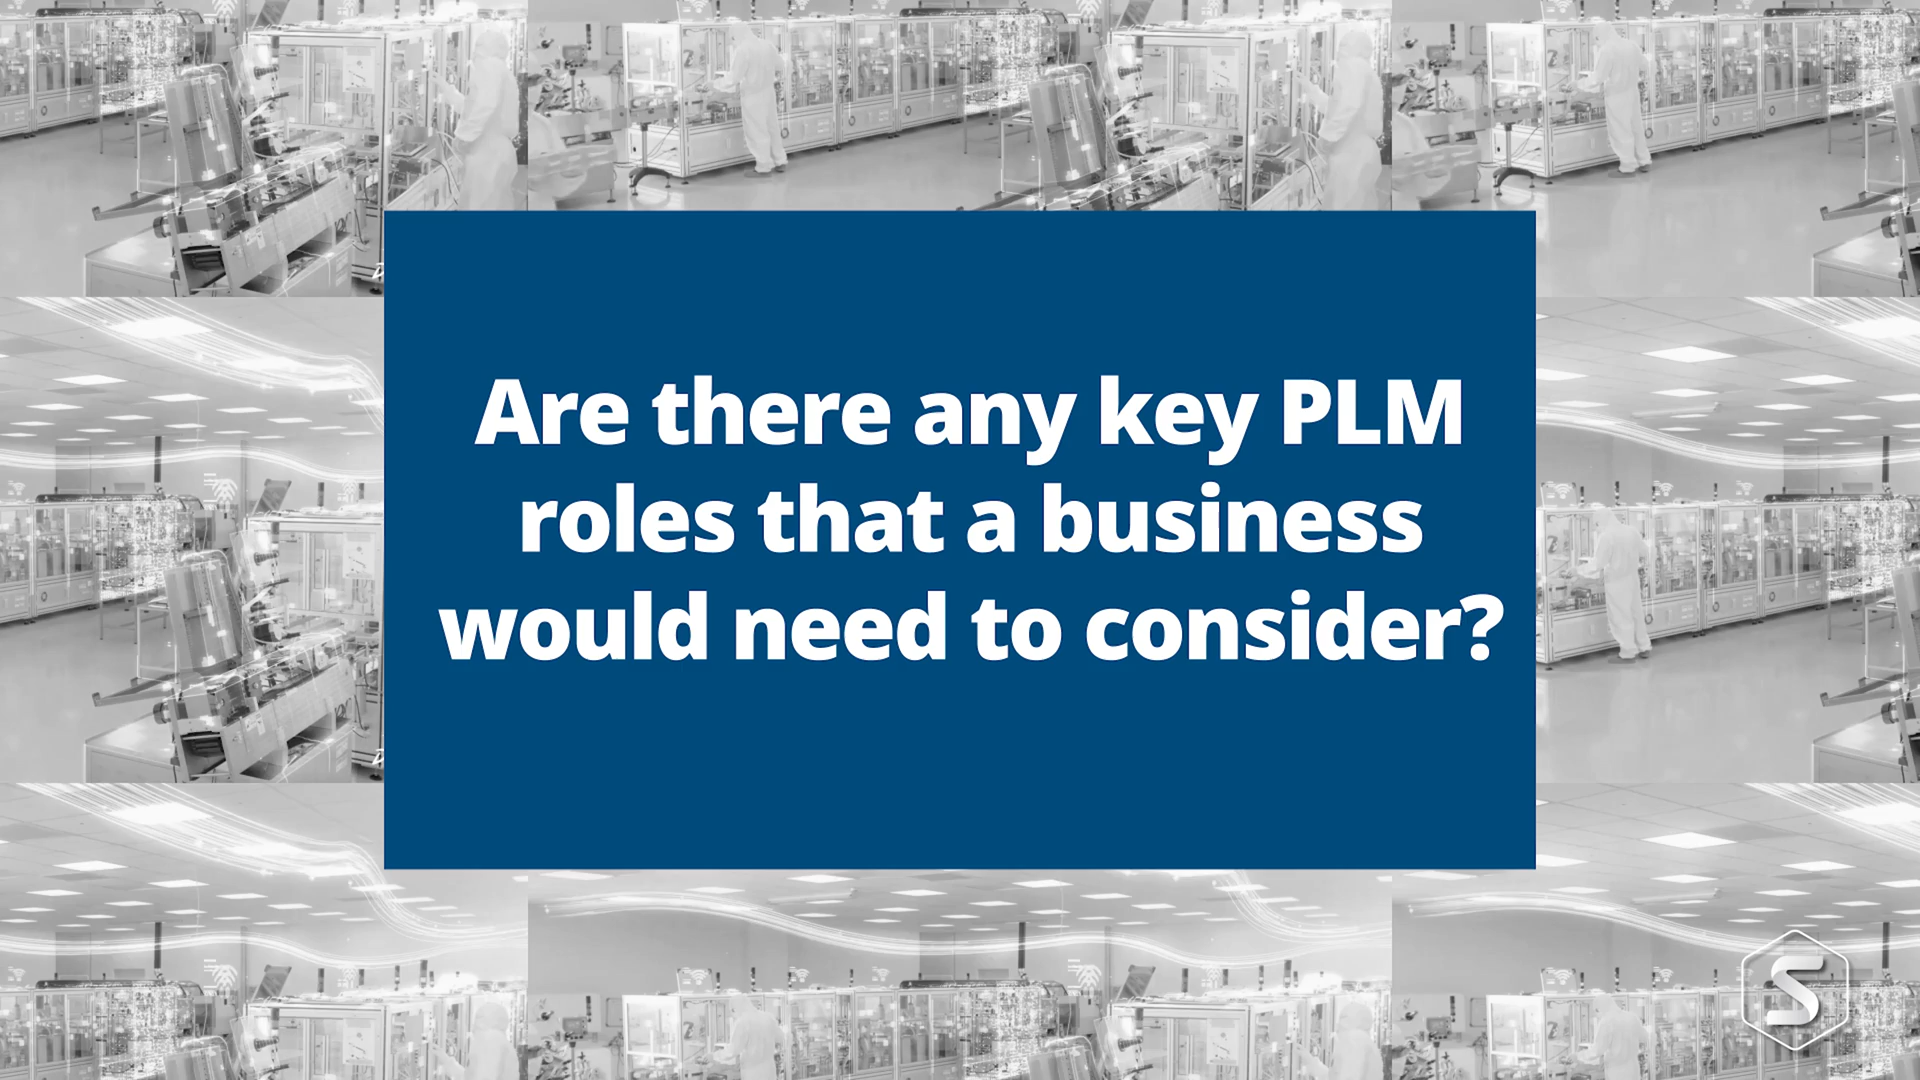 Are there any key PLM
roles that a business
would need to consider?
S